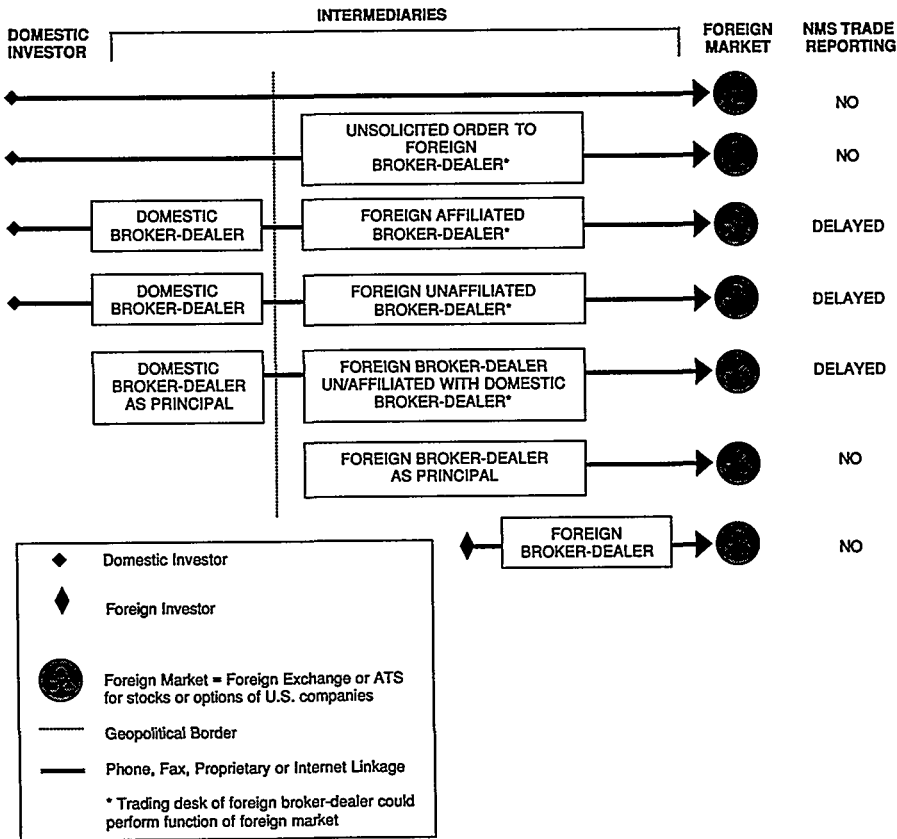 INTERMEDIARIES
DOMESTIC
INVESTOR
FOREIGN
MARKET
NMS TRADE
REPORTING
NO
UNSOLICITED ORDER TO
FOREIGN
BROKER-DEALER*
NO
DOMESTIC
BROKER-DEALER
FOREIGN AFFILIATED
BROKER-DEALER*
DELAYED
DOMESTIC
BROKER-DEALER
FOREIGN UNAFFILIATED
BROKER-DEALER*
DELAYED
DOMESTIC
BROKER-DEALER
AS PRINCIPAL
FOREIGN BROKER-DEALER
UN/AFFILIATED WITH DOMESTIC
BROKER-DEALER*
DELAYED
FOREIGN BROKER-DEALER
AS PRINCIPAL
NO
FOREIGN
BROKER-DEALER
NO
Domestic Investor
Foreign Investor
Foreign Market = Foreign Exchange or ATS
for stocks or options of U.S. companies
Geopolitical Border
Phone, Fax, Proprietary or Internet Linkage
* Trading desk of foreign broker-dealer could
perform function of foreign market